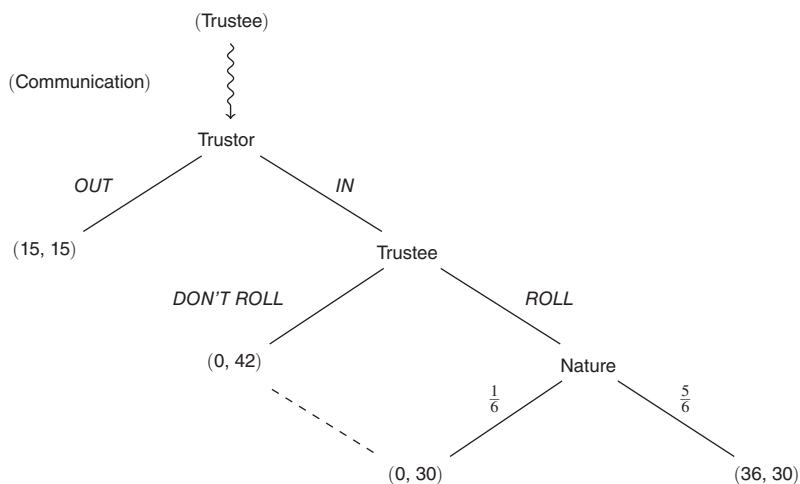 (Trustee)
(Communication)
Trustor
OUT
IN
(15, 15)
Trustee
DON'T ROLL
ROLL
(0, 42)
Nature
1/6
5/6
(0, 30)
(36, 30)